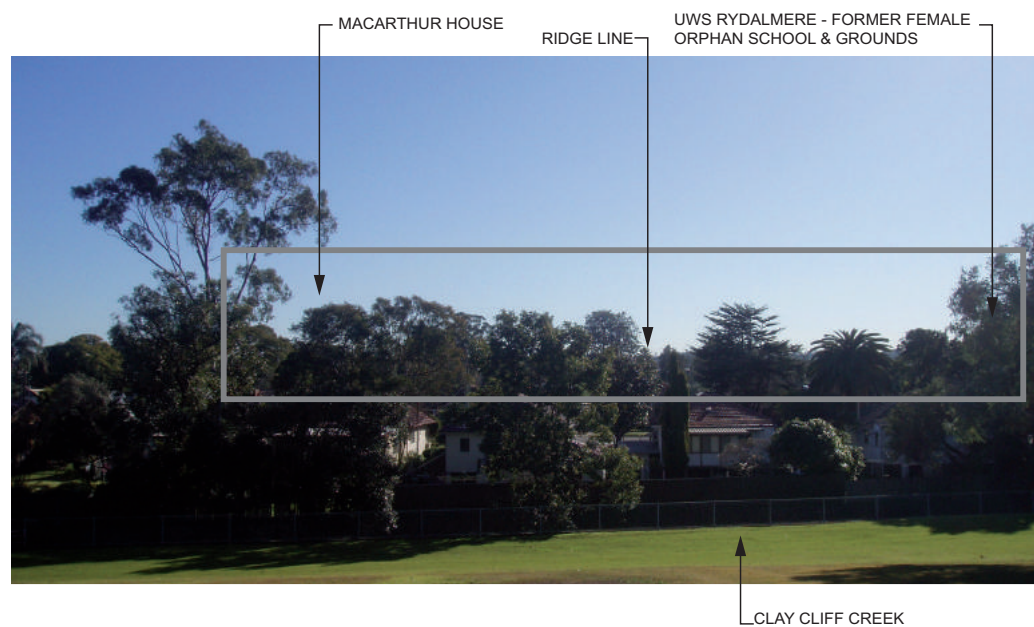 MACARTHUR HOUSE
RIDGE LINE
UWS RYDALMERE - FORMER FEMALE
ORPHAN SCHOOL & GROUNDS
CLAY CLIFF CREEK